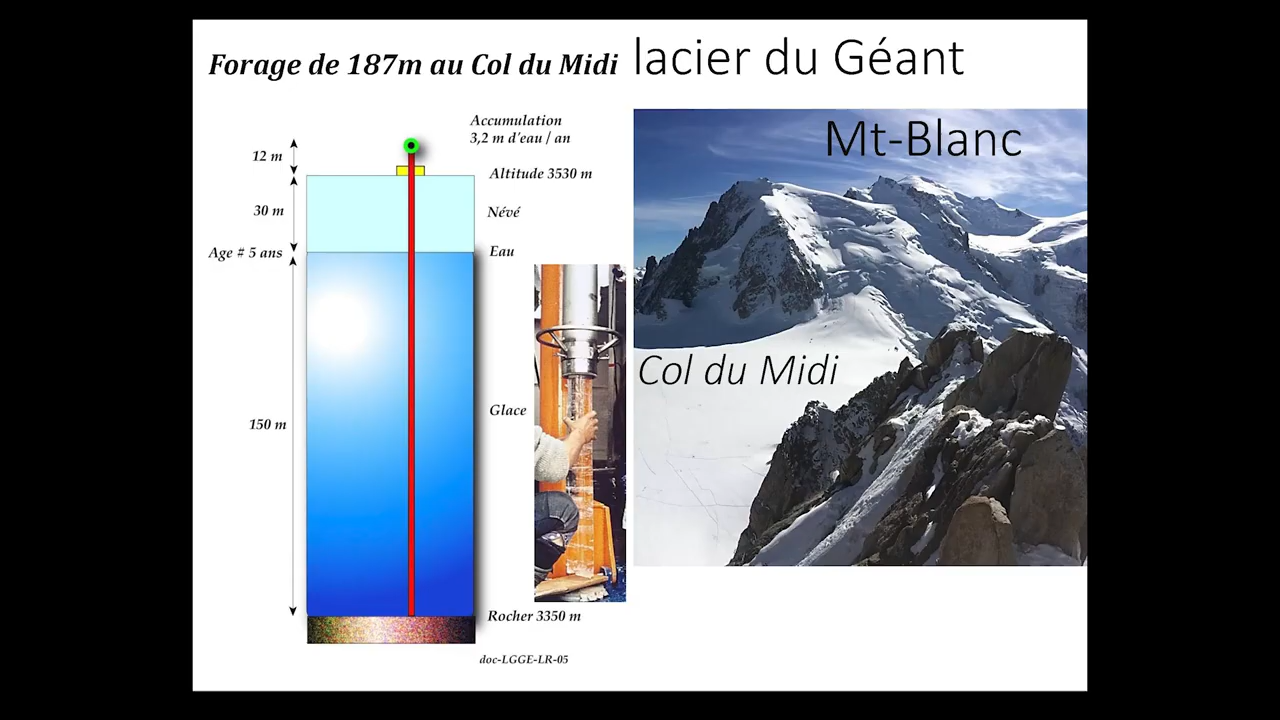 Forage de 187m au Col du Midi
lacier du Géant
Accumulation
3,2 m d'eau / an
12 m
Altitude 3530 m
30 m
Névé
Age # 5 ans
Eau
150 m
Glace
Rocher 3350 m
doc-LGGE-LR-05
Mt-Blanc
Col du Midi